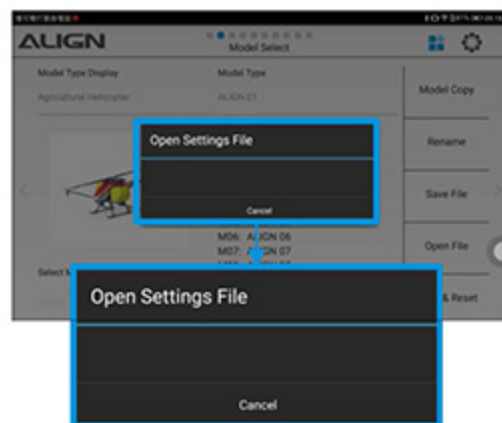 ALIGN
Model Select
Model Type Display
Model Type
Agricultural Helicopter
ALIGN E1
Model Copy
Open Settings File
Rename
Save File
Cancel
M06: ALIGN 06
Open File
M07: ALIGN 07
Select M
& Reset
Open Settings File
Cancel